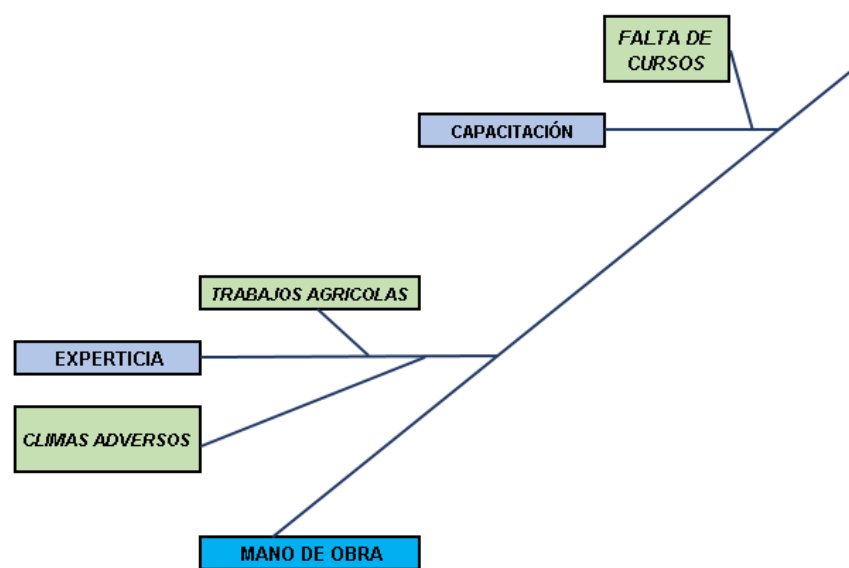 FALTA DE
CURSOS
CAPACITACIÓN
TRABAJOS AGRICOLAS
EXPERTICIA
CLIMAS ADVERSOS
MANO DE OBRA